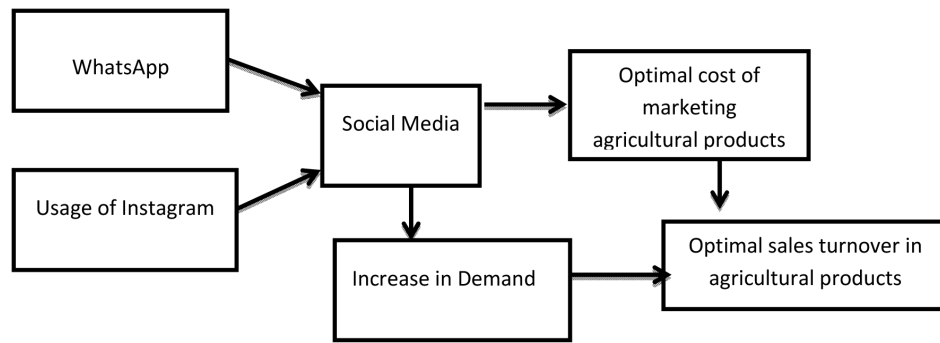 WhatsApp
Optimal cost of
marketing
agricultural products
Social Media
Usage of Instagram
Optimal sales turnover in
agricultural products
Increase in Demand